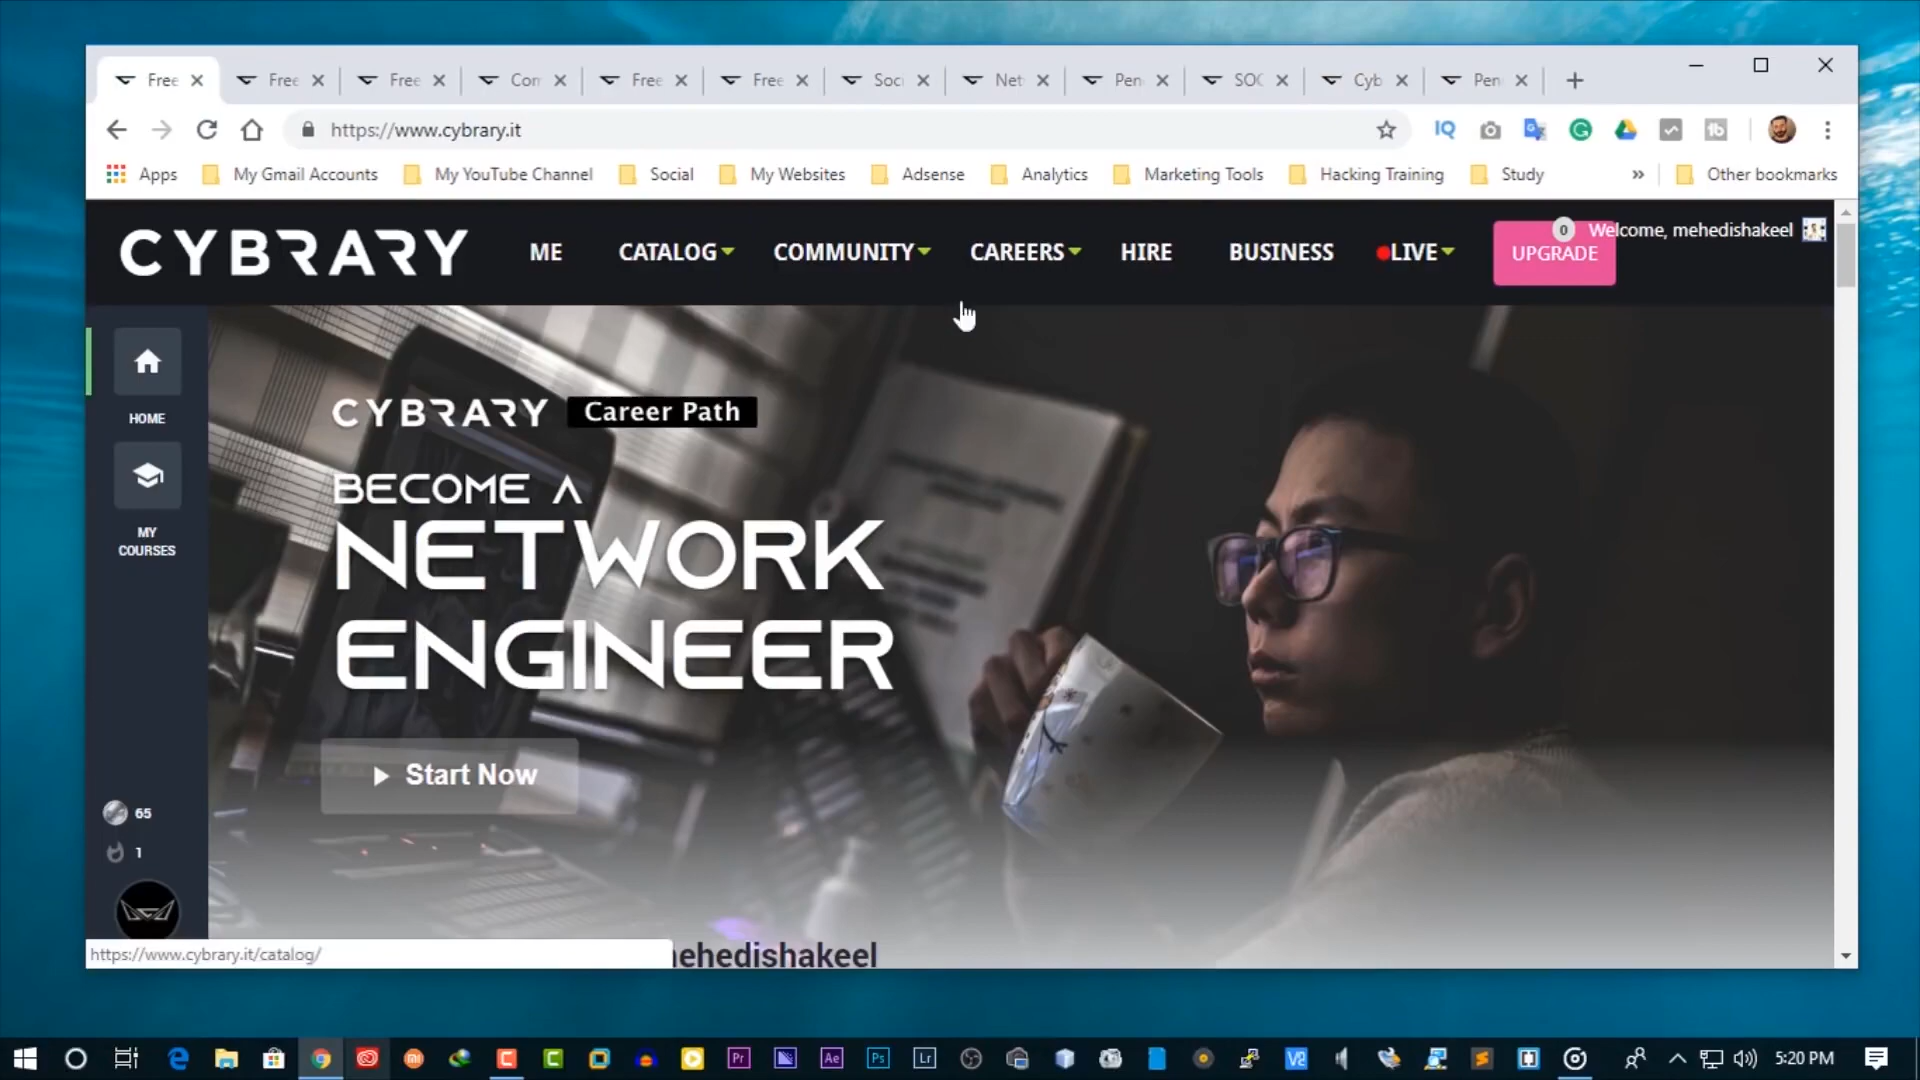 Free Free Free Con Free Free Soci Net Pen SOC Cyb Pen
https://www.cybrary.it
Apps My Gmail Accounts My YouTube Channel Social My Websites Adsense Analytics Marketing Tools Hacking Training Study » Other bookmarks
CYBRARY ME CATALOG COMMUNITY CAREERS HIRE BUSINESS LIVE UPGRADE 0 Welcome, mehedishakeel
HOME
MY
COURSES
CYBRARY Career Path
BECOME A
NETWORK
ENGINEER
Start Now
65
1
https://www.cybrary.it/catalog/
ehedishakeel
5:20 PM